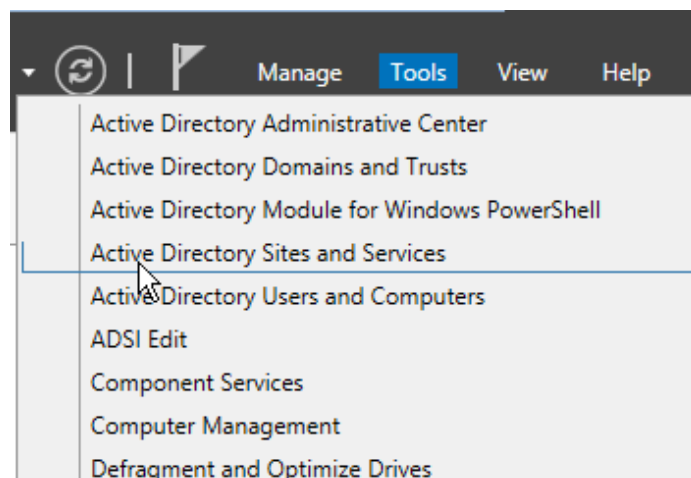 Manage Tools View Help
Active Directory Administrative Center
Active Directory Domains and Trusts
Active Directory Module for Windows PowerShell
Active Directory Sites and Services
Active Directory Users and Computers
ADSI Edit
Component Services
Computer Management
Defragment and Optimize Drives